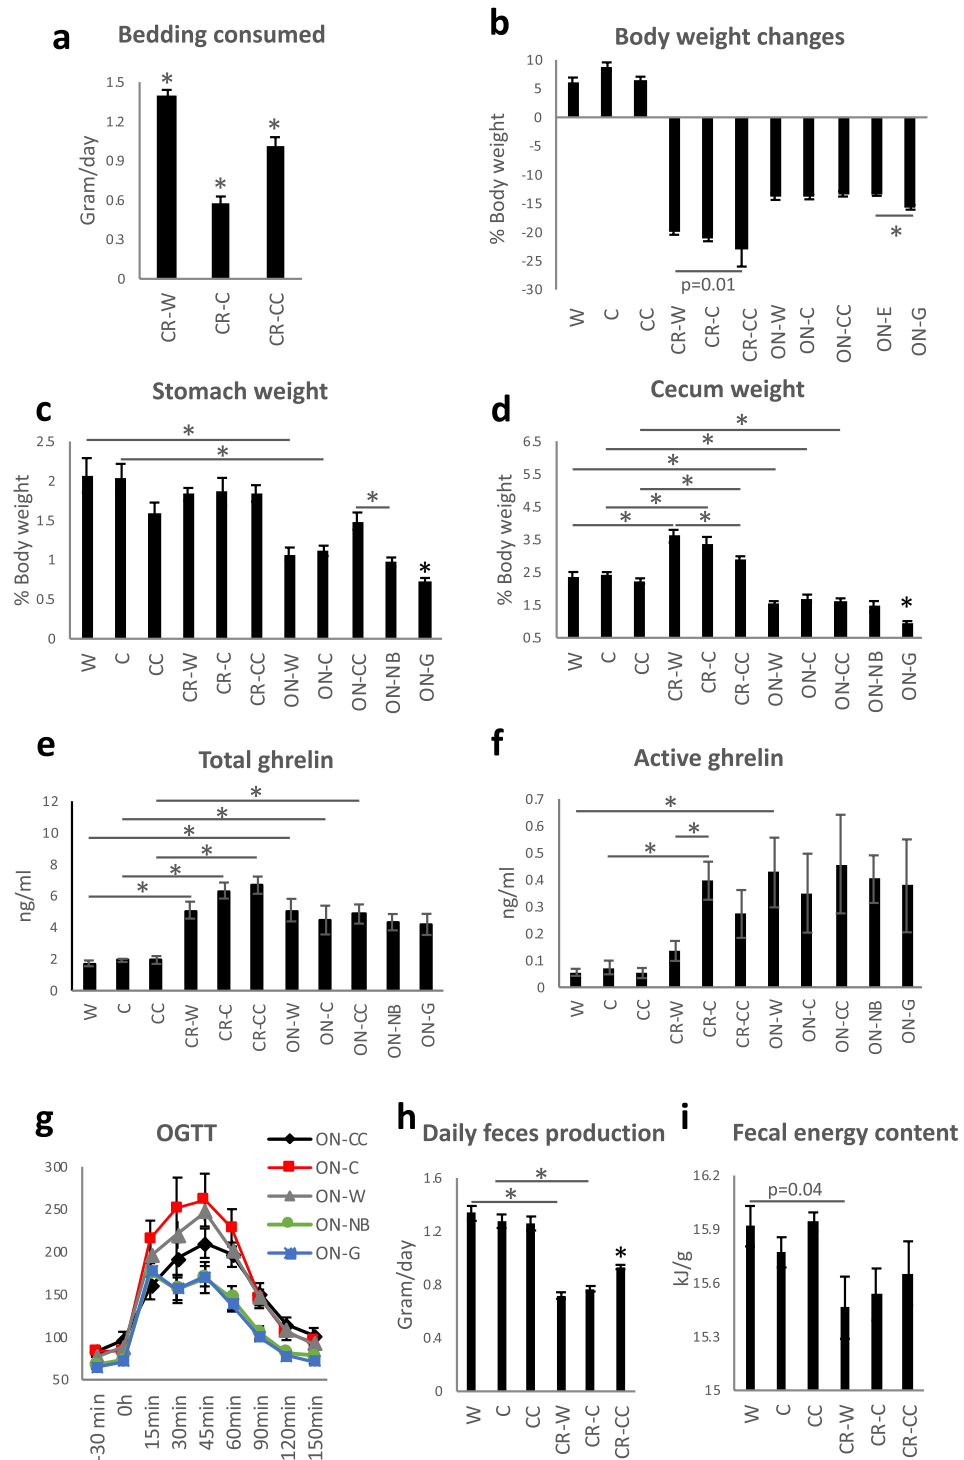 a Bedding consumed
Gram/day
1.5
1.2
0.9
0.6
0.3
0
* * *
CR-W CR-C CR-CC
b Body weight changes
% Body weight
10
5
0
-5
-10
-15
-20
-25
-30
p=0.01
*
W C CC CR-W CR-C CR-CC ON-W ON-C ON-CC ON-E ON-G
c Stomach weight
% Body weight
2.5
2
1.5
1
0.5
0
* * * *
W C CC CR-W CR-C CR-CC ON-W ON-C ON-CC ON-NB ON-G
d Cecum weight
% Body weight
6.5
5.5
4.5
3.5
2.5
1.5
0.5
* * * * * * * *
W C CC CR-W CR-C CR-CC ON-W ON-C ON-CC ON-NB ON-G
e Total ghrelin
ng/ml
12
10
8
6
4
2
0
* * * * * *
W C CC CR-W CR-C CR-CC ON-W ON-C ON-CC ON-NB ON-G
f Active ghrelin
ng/ml
0.7
0.6
0.5
0.4
0.3
0.2
0.1
0
* * *
W C CC CR-W CR-C CR-CC ON-W ON-C ON-CC ON-NB ON-G
g OGTT
300
250
200
150
100
50
ON-CC
ON-C
ON-W
ON-NB
ON-G
-30min 0h 15min 30min 45min 60min 90min 120min 150min
h Daily feces production
Gram/day
1.6
1.2
0.8
0.4
0
* * *
W C CC CR-W CR-C CR-CC
i Fecal energy content
kJ/g
16.2
15.9
15.6
15.3
15
p=0.04
W C CC CR-W CR-C CR-CC